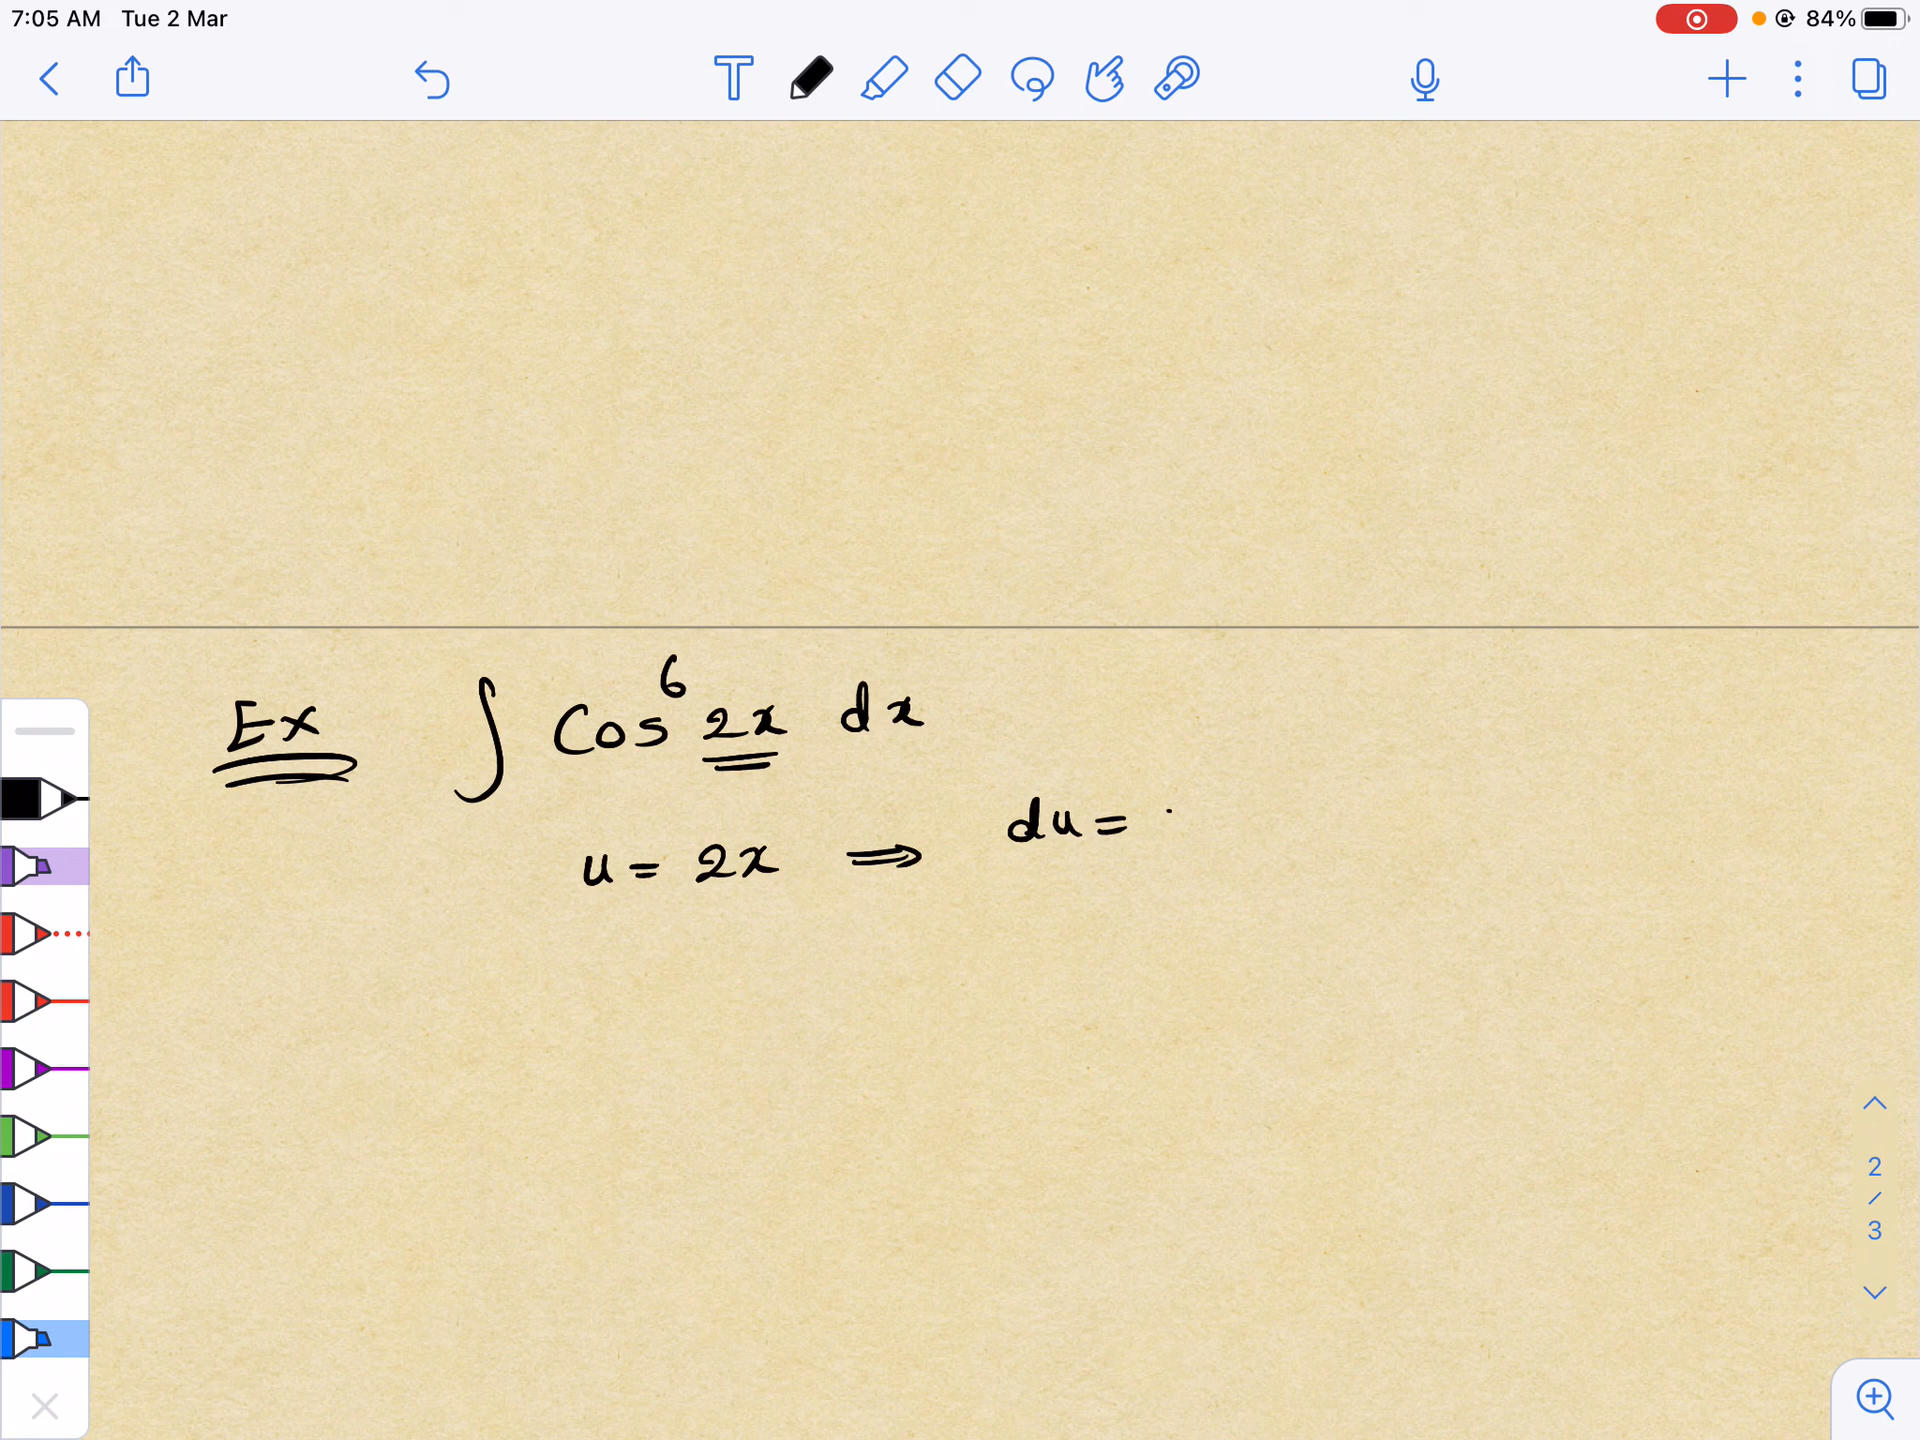 7:05 AM Tue 2 Mar 84%
T
Ex ∫ Cos⁶ 2x dx
u = 2x ⟹ du =
2
/
3